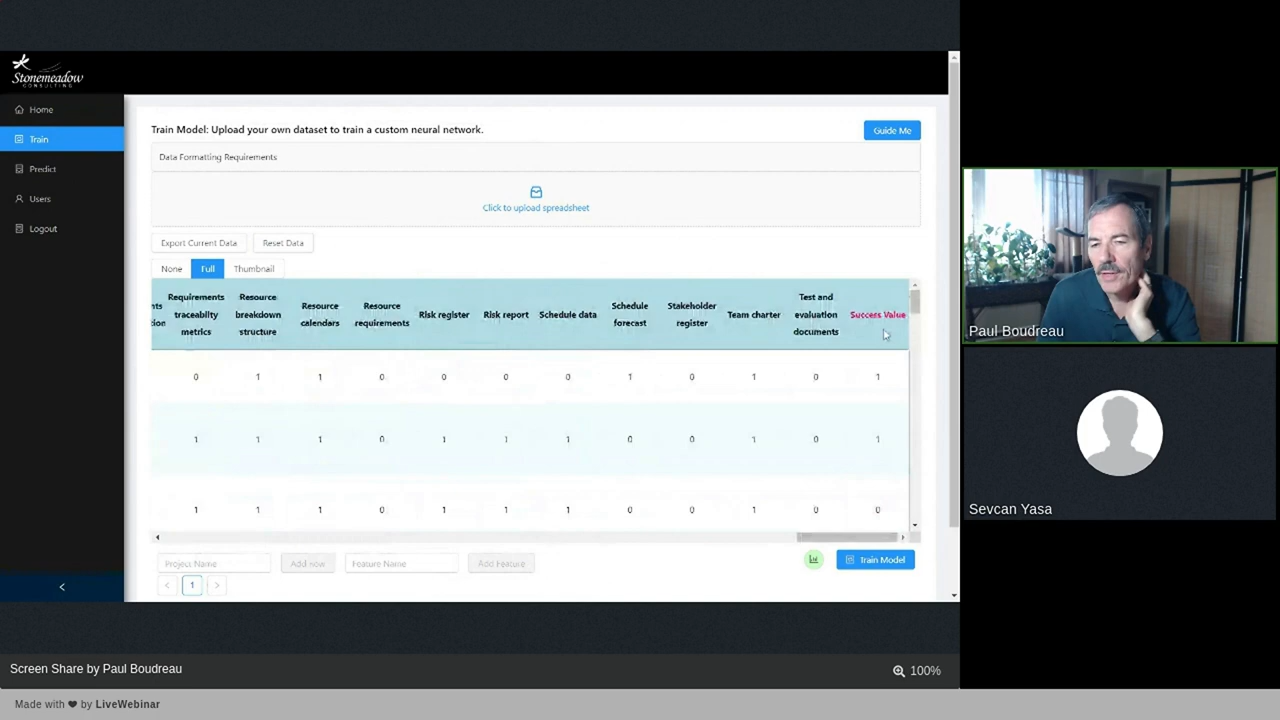 Stonemeadow
CONSULTING
Home
Train
Predict
Users
Logout
Train Model: Upload your own dataset to train a custom neural network.
Guide Me
Data Formatting Requirements
Click to upload spreadsheet
Export Current Data
Reset Data
None
Full
Thumbnail
nts
ion
Requirements
traceability
metrics
Resource
breakdown
structure
Resource
calendars
Resource
requirements
Risk register
Risk report
Schedule data
Schedule
forecast
Stakeholder
register
Team charter
Test and
evaluation
documents
Success Value
0 1 1 0 0 0 0 1 0 1 0 1
1 1 1 0 1 1 1 0 0 1 0 1
1 1 1 0 1 1 1 0 0 1 0 0
Project Name
Add row
Feature Name
Add Feature
Train Model
< 1 >
<
Paul Boudreau
Sevcan Yasa
Screen Share by Paul Boudreau
100%
Made with ❤ by LiveWebinar